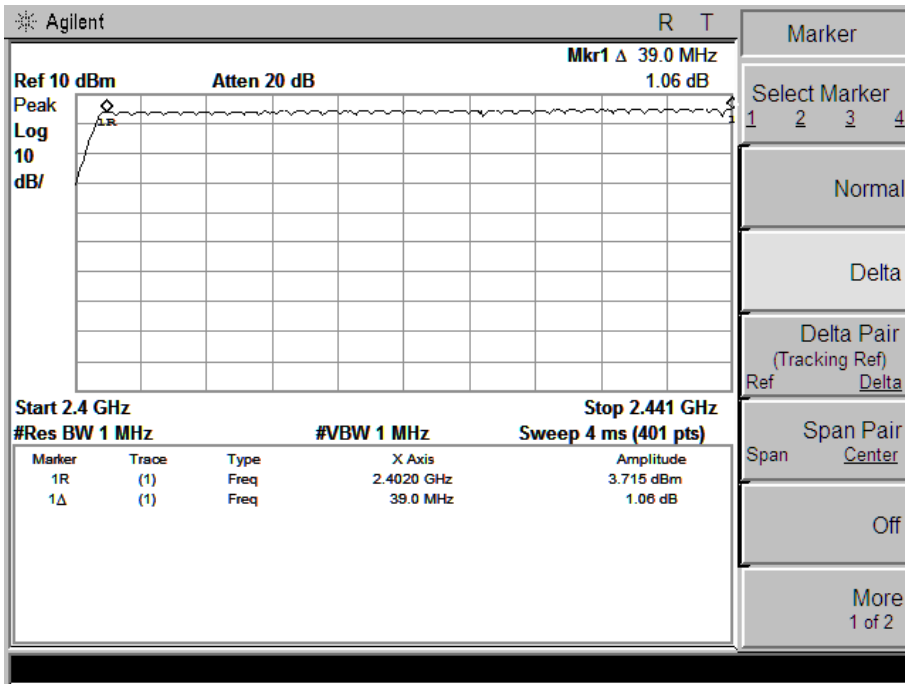 Agilent R T
Mkr1 Δ 39.0 MHz
Ref 10 dBm Atten 20 dB 1.06 dB
Peak
Log
10
dB/
1R
1
Start 2.4 GHz Stop 2.441 GHz
#Res BW 1 MHz #VBW 1 MHz Sweep 4 ms (401 pts)
Marker Trace Type X Axis Amplitude
1R (1) Freq 2.4020 GHz 3.715 dBm
1Δ (1) Freq 39.0 MHz 1.06 dB
Marker
Select Marker
1 2 3 4
Normal
Delta
Delta Pair
(Tracking Ref)
Ref Delta
Span Pair
Span Center
Off
More
1 of 2